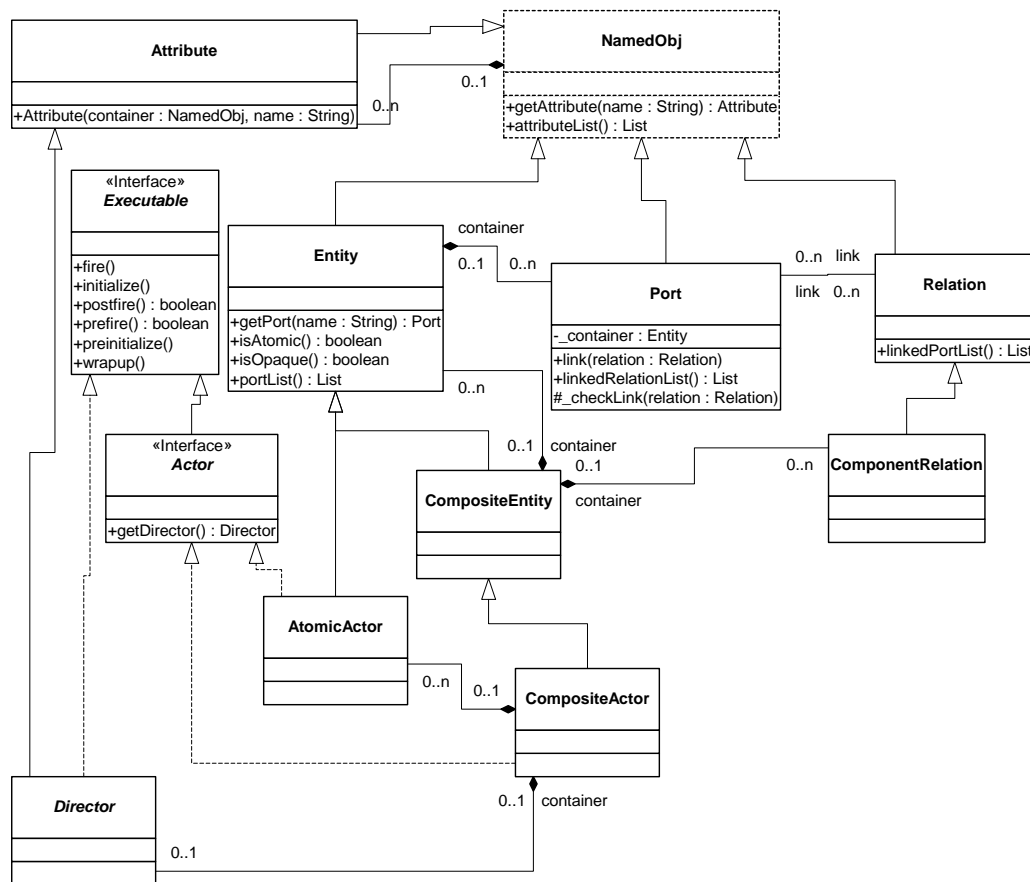 Attribute
+Attribute(container : NamedObj, name : String)
NamedObj
+getAttribute(name : String) : Attribute
+attributeList() : List
0..1
0..n
«Interface»
Executable
+fire()
+initialize()
+postfire() : boolean
+prefire() : boolean
+preinitialize()
+wrapup()
Entity
+getPort(name : String) : Port
+isAtomic() : boolean
+isOpaque() : boolean
+portList() : List
container
0..1
0..n
Port
-_container : Entity
+link(relation : Relation)
+linkedRelationList() : List
#_checkLink(relation : Relation)
0..n
link
link
0..n
Relation
+linkedPortList() : List
0..n
0..1
container
«Interface»
Actor
+getDirector() : Director
CompositeEntity
0..1
container
0..n
ComponentRelation
AtomicActor
0..n
0..1
CompositeActor
Director
0..1
container
0..1